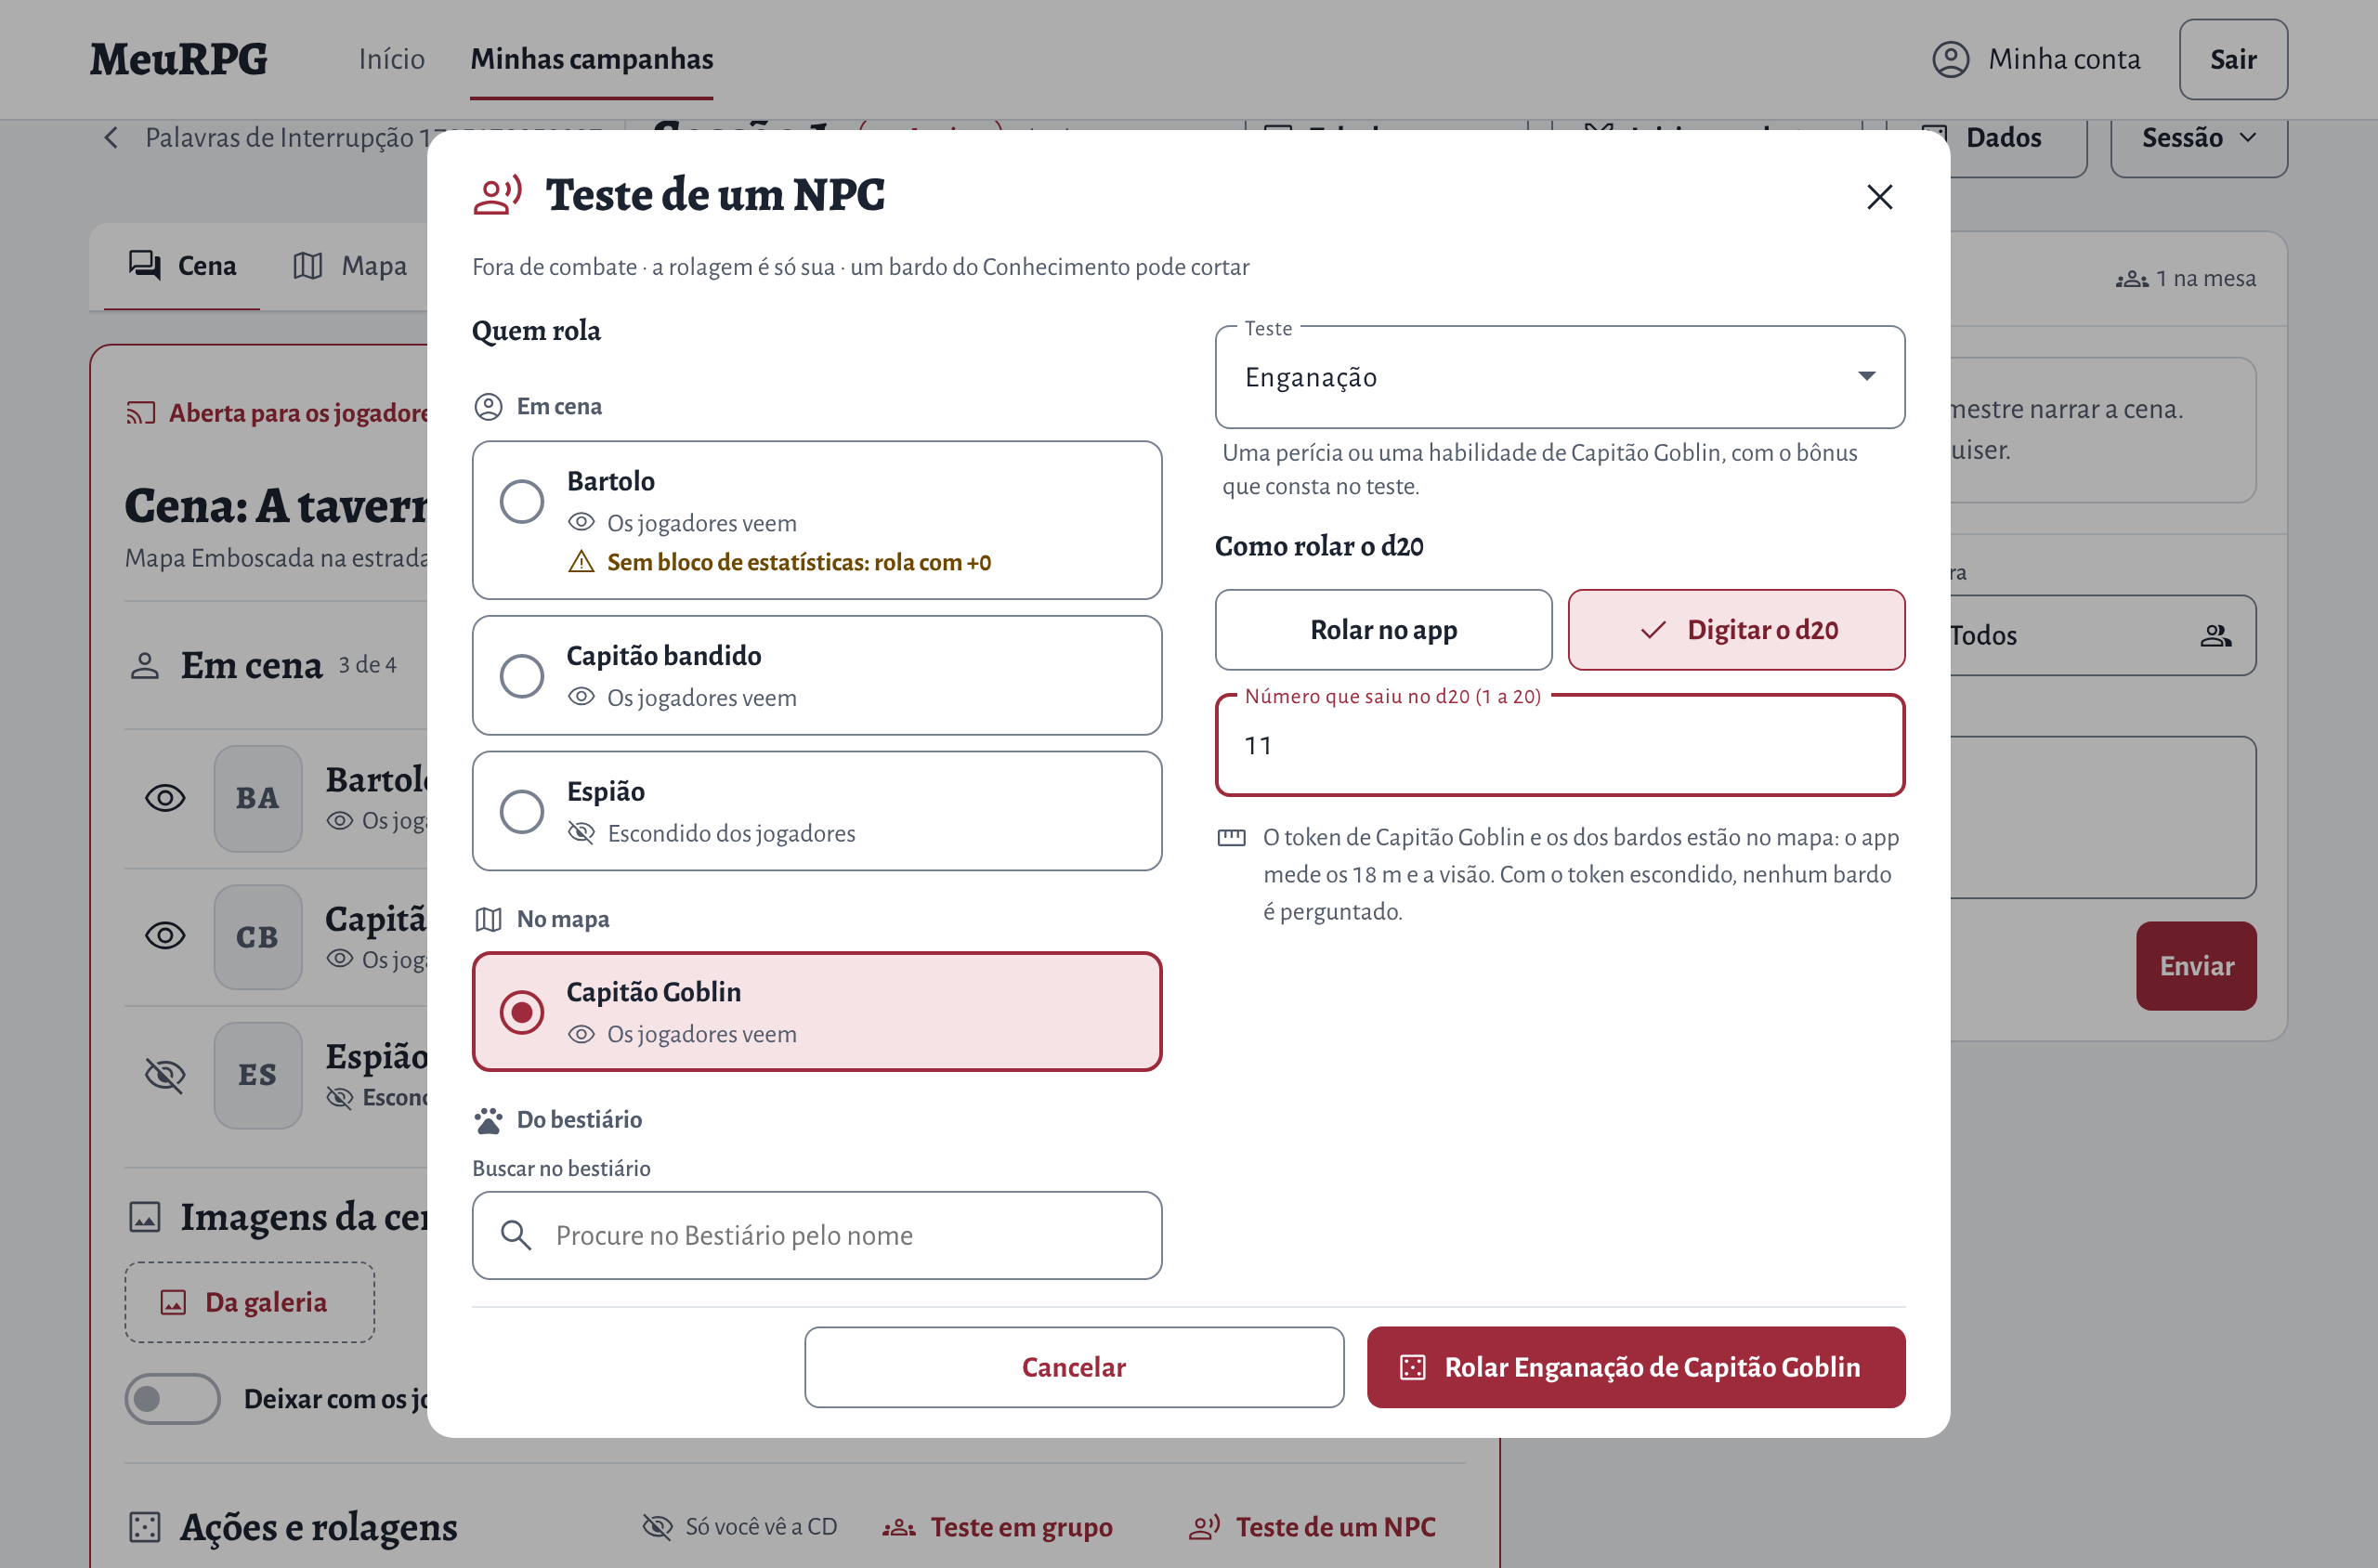 MeuRPG
Início
Minhas campanhas
Minha conta
Sair
Palavras de Interrupção
Dados
Sessão
Cena
Mapa
1 na mesa
Aberta para os jogadore
Cena: A taver
Mapa Emboscada na estrada
Em cena
3 de 4
BA
Bartol
Os jog
CB
Capitã
Os jog
ES
Espião
Escon
Imagens da ce
Da galeria
Deixar com os jo
Ações e rolagens
Só você vê a CD
Teste em grupo
Teste de um NPC
mestre narrar a cena.
uiser.
ra
Todos
Enviar
Teste de um NPC
Fora de combate · a rolagem é só sua · um bardo do Conhecimento pode cortar
Quem rola
Em cena
Bartolo
Os jogadores veem
Sem bloco de estatísticas: rola com +0
Capitão bandido
Os jogadores veem
Espião
Escondido dos jogadores
No mapa
Capitão Goblin
Os jogadores veem
Do bestiário
Buscar no bestiário
Procure no Bestiário pelo nome
Teste
Enganação
Uma perícia ou uma habilidade de Capitão Goblin, com o bônus
que consta no teste.
Como rolar o d20
Rolar no app
Digitar o d20
Número que saiu no d20 (1 a 20)
11
O token de Capitão Goblin e os dos bardos estão no mapa: o app
mede os 18 m e a visão. Com o token escondido, nenhum bardo
é perguntado.
Cancelar
Rolar Enganação de Capitão Goblin